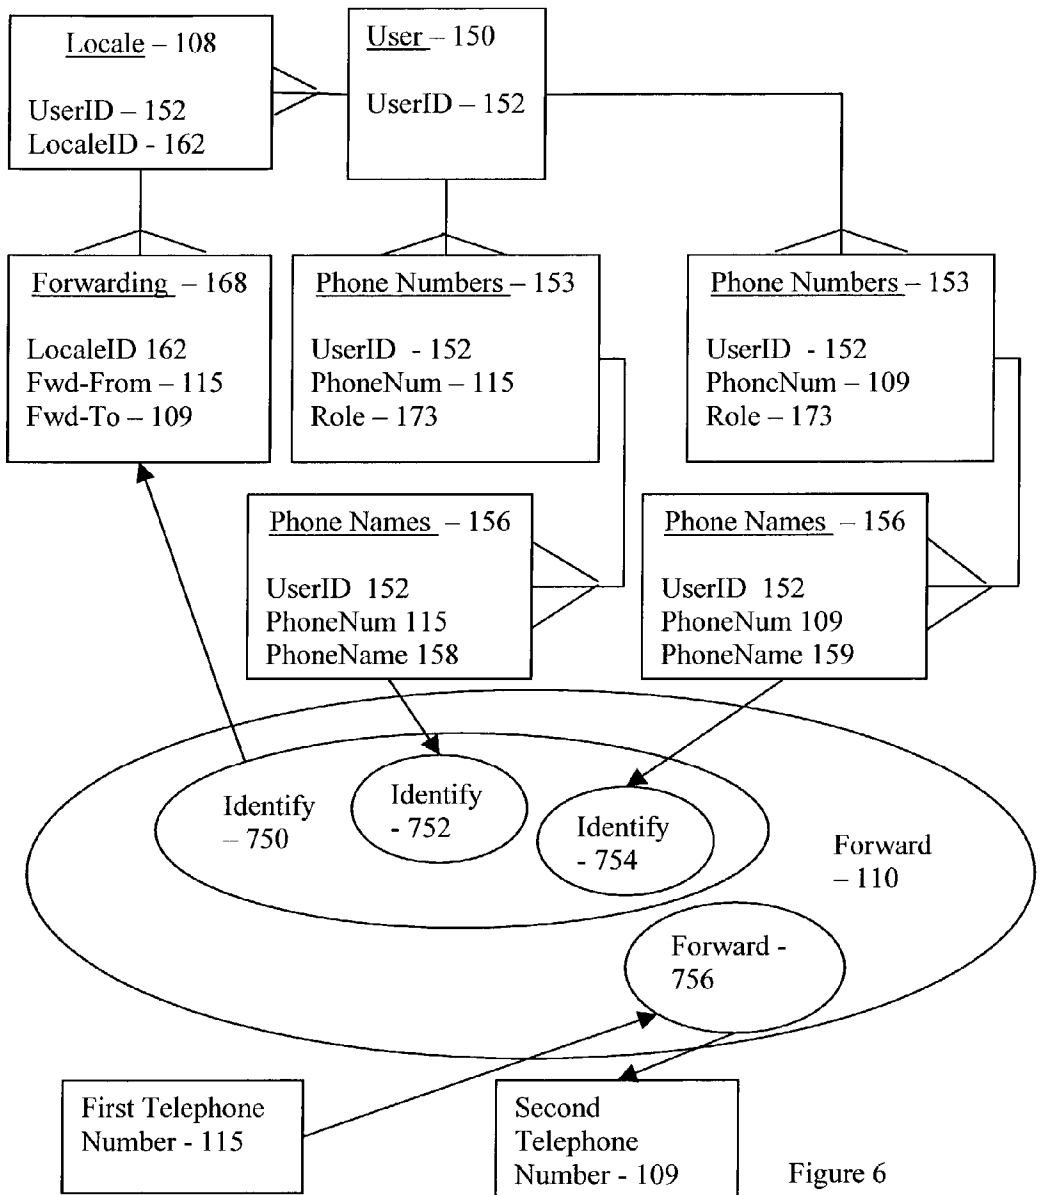 Locale – 108
UserID – 152
LocaleID - 162
User – 150
UserID – 152
Forwarding – 168
LocaleID 162
Fwd-From – 115
Fwd-To – 109
Phone Numbers – 153
UserID - 152
PhoneNum – 115
Role – 173
Phone Numbers – 153
UserID - 152
PhoneNum – 109
Role – 173
Phone Names – 156
UserID 152
PhoneNum 115
PhoneName 158
Phone Names – 156
UserID 152
PhoneNum 109
PhoneName 159
Identify
– 750
Identify
- 752
Identify
- 754
Forward
– 110
Forward -
756
First Telephone
Number - 115
Second
Telephone
Number - 109
Figure 6